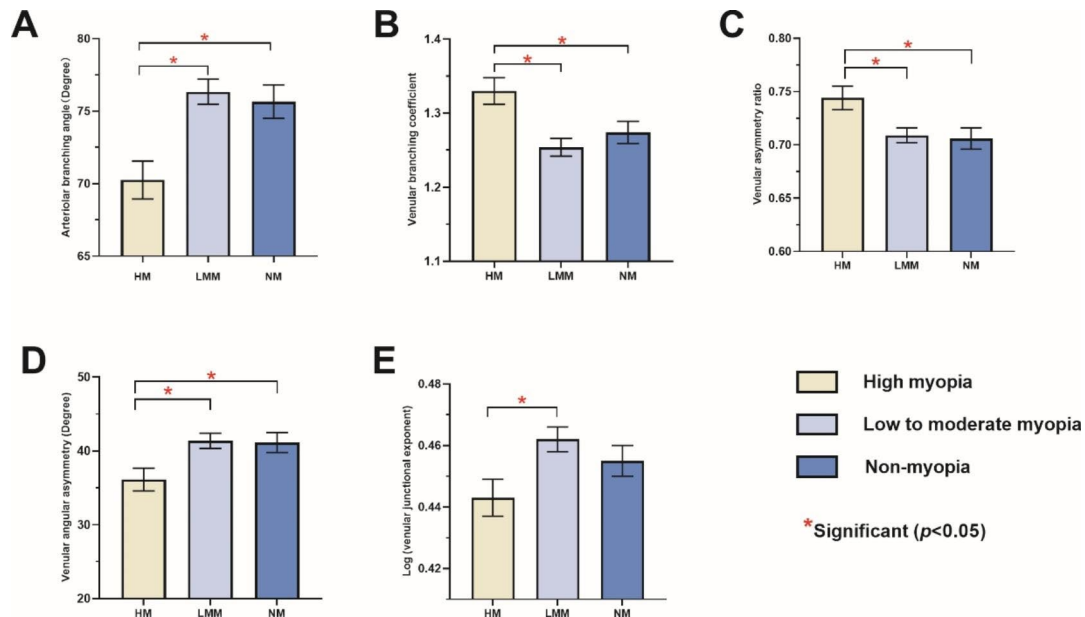 A
Arteriolar branching angle (Degree)
80
75
70
65
*
*
HM LMM NM
B
Venular branching coefficient
1.4
1.3
1.2
1.1
*
*
HM LMM NM
C
Venular asymmetry ratio
0.80
0.75
0.70
0.65
0.60
*
*
HM LMM NM
D
Venular angular asymmetry (Degree)
50
40
30
20
*
*
HM LMM NM
E
Log (venular junctional exponent)
0.48
0.46
0.44
0.42
*
HM LMM NM
High myopia
Low to moderate myopia
Non-myopia
*Significant (p<0.05)